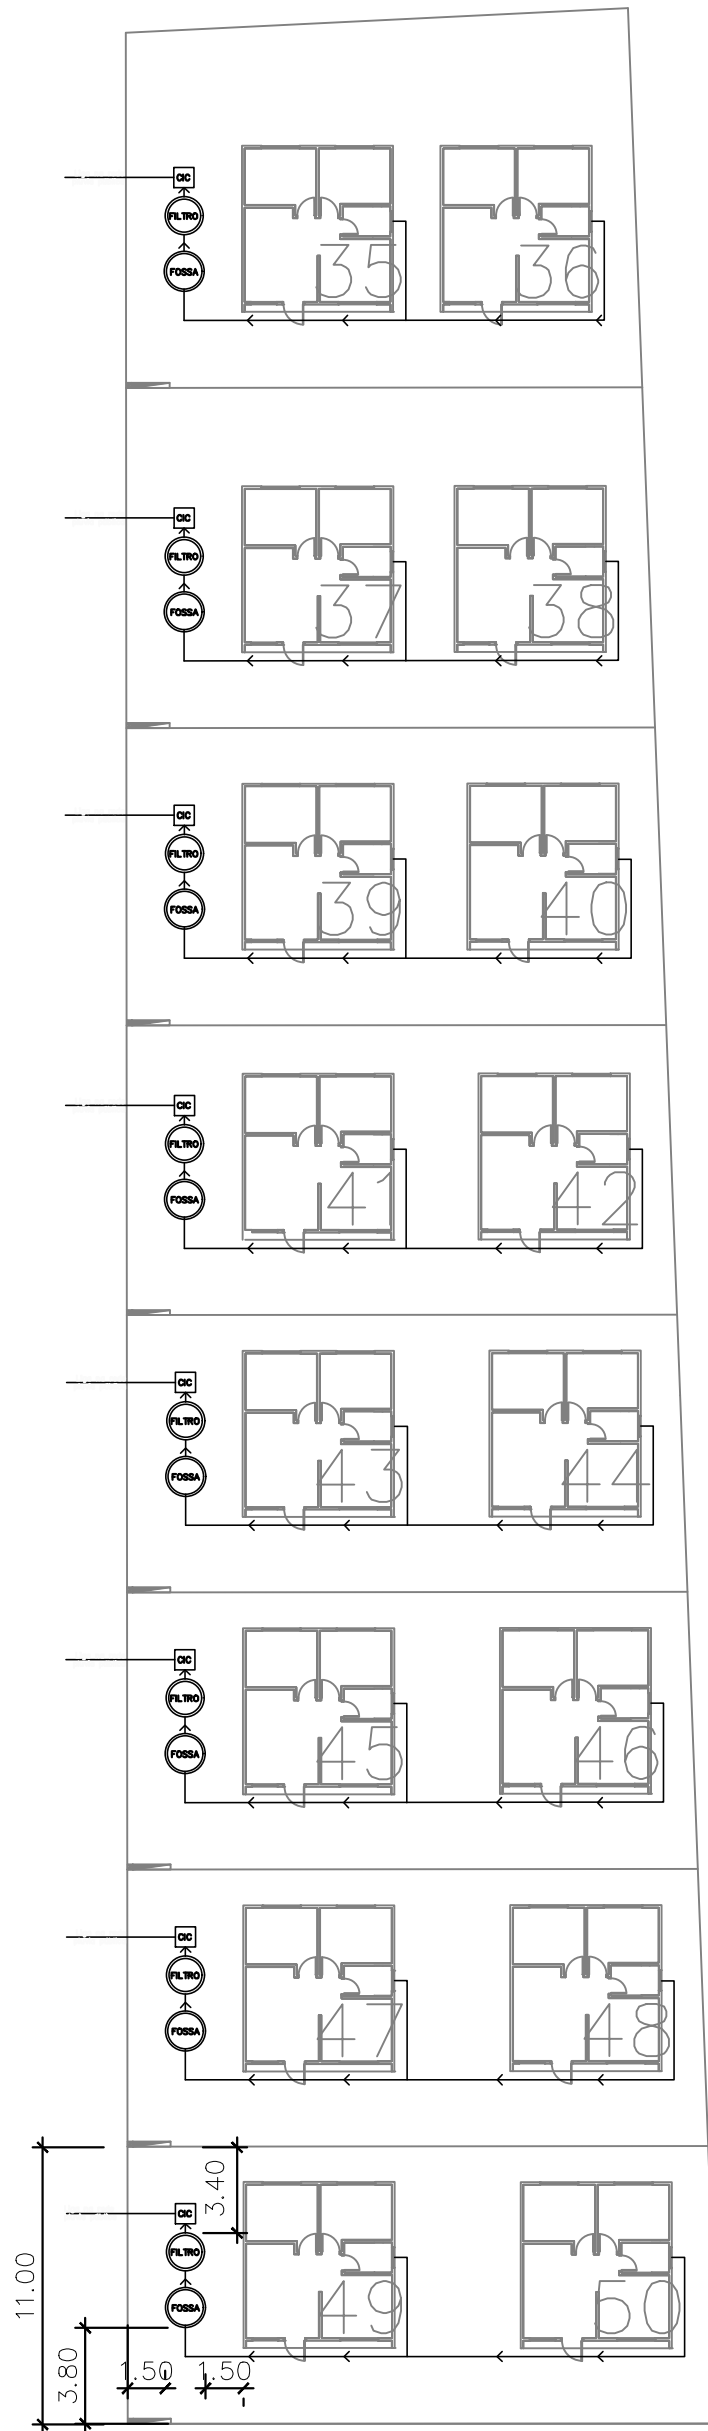 CIC
FILTRO
FOSSA
35 36
CIC
FILTRO
FOSSA
37 38
CIC
FILTRO
FOSSA
39 40
CIC
FILTRO
FOSSA
41 42
CIC
FILTRO
FOSSA
43 44
CIC
FILTRO
FOSSA
45 46
CIC
FILTRO
FOSSA
47 48
3.40
CIC
FILTRO
FOSSA
49 50
11.00
3.80
1.50 1.50